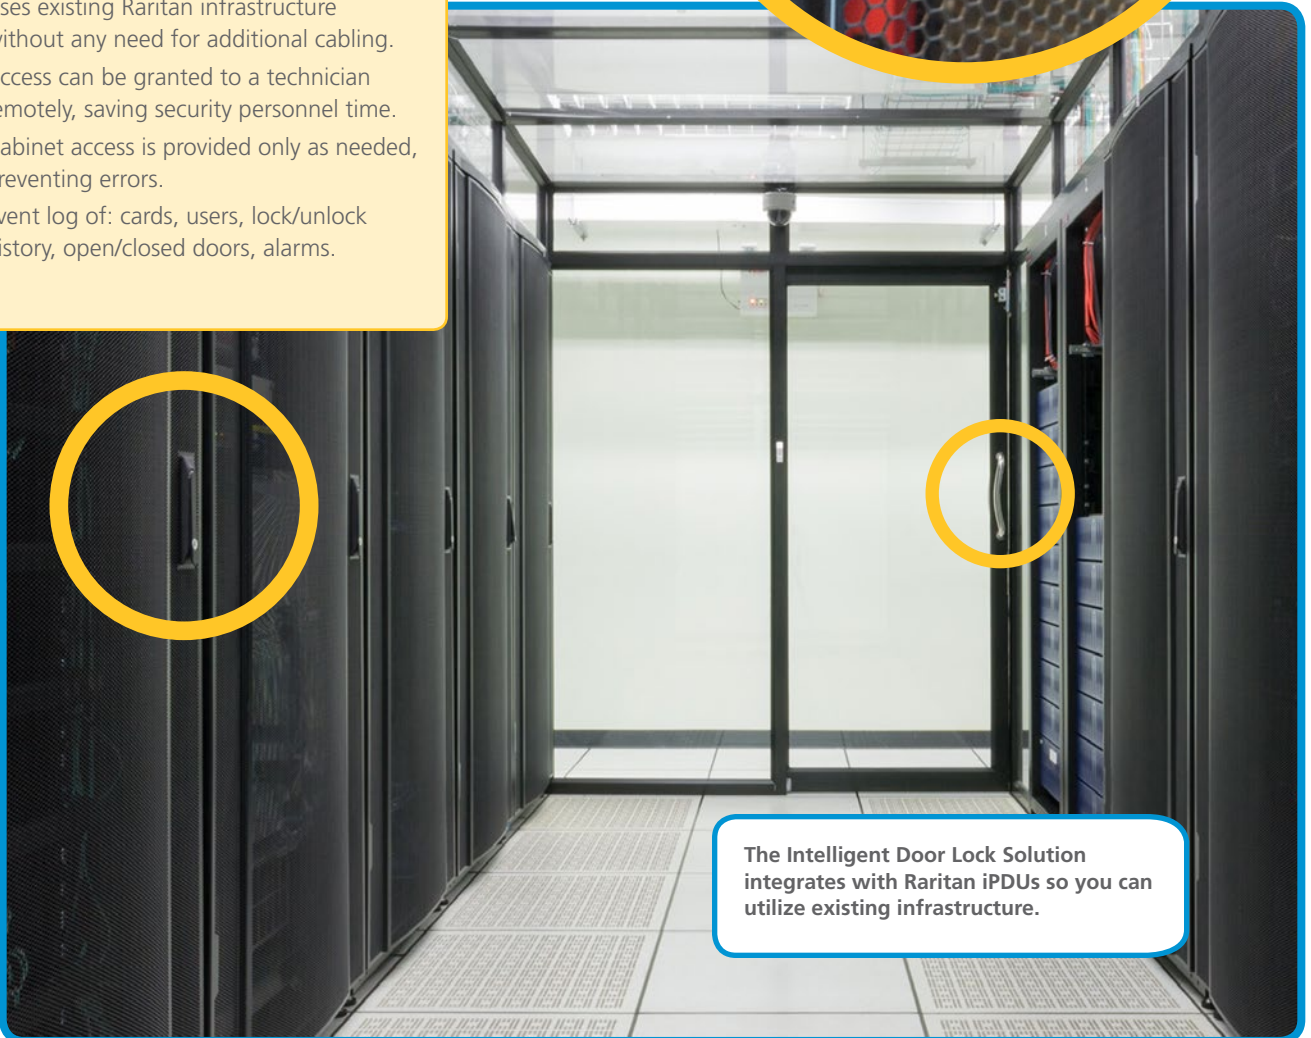 ses existing Raritan infrastructure
ithout any need for additional cabling.
ccess can be granted to a technician
emotely, saving security personnel time.
abinet access is provided only as needed,
reventing errors.
vent log of: cards, users, lock/unlock
istory, open/closed doors, alarms.
The Intelligent Door Lock Solution
integrates with Raritan iPDUs so you can
utilize existing infrastructure.